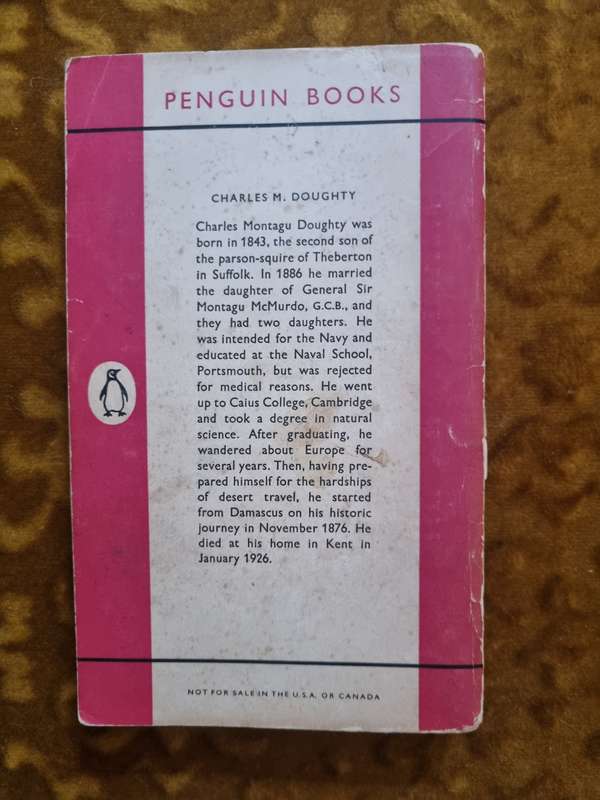 PENGUIN BOOKS
CHARLES M. DOUGHTY
Charles Montagu Doughty was
born in 1843, the second son of
the parson-squire of Theberton
in Suffolk. In 1886 he married
the daughter of General Sir
Montagu McMurdo, G.C.B., and
they had two daughters. He
was intended for the Navy and
educated at the Naval School,
Portsmouth, but was rejected
for medical reasons. He went
up to Caius College, Cambridge
and took a degree in natural
science. After graduating, he
wandered about Europe for
several years. Then, having pre-
pared himself for the hardships
of desert travel, he started
from Damascus on his historic
journey in November 1876. He
died at his home in Kent in
January 1926.
NOT FOR SALE IN THE U.S.A. OR CANADA